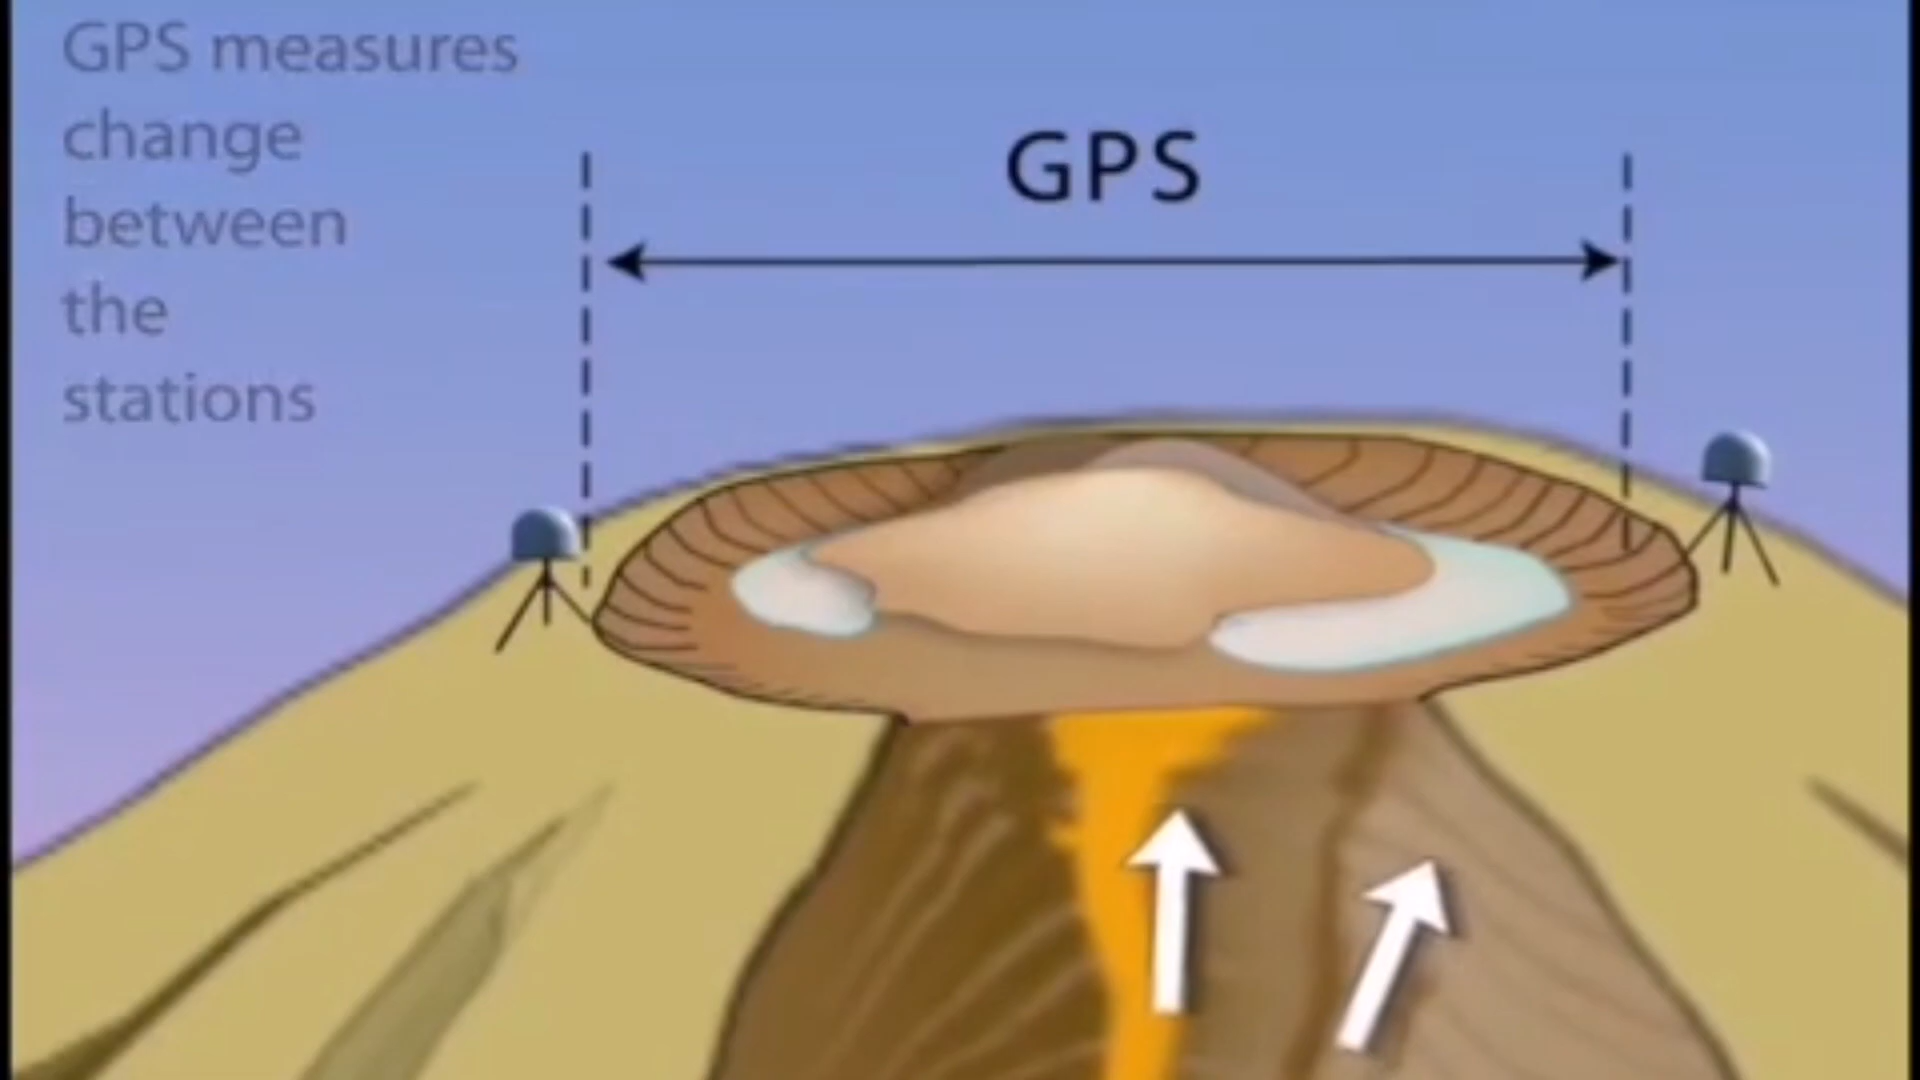 GPS measures
change
between
the
stations
GPS